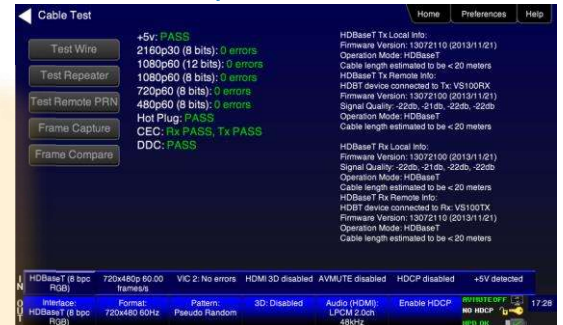 Cable Test
Home
Preferences
Help
Test Wire
Test Repeater
Test Remote PRN
Frame Capture
Frame Compare
+5v: PASS
2160p30 (8 bits): 0 errors
1080p60 (12 bits): 0 errors
1080p60 (8 bits): 0 errors
720p60 (8 bits): 0 errors
480p60 (8 bits): 0 errors
Hot Plug: PASS
CEC: Rx PASS, Tx PASS
DDC: PASS
HDBaseT Tx Local Info:
Firmware Version: 13072110 (2013/11/21)
Operation Mode: HDBaseT
Cable length estimated to be < 20 meters
HDBaseT Tx Remote Info:
HDBT device connected to Tx: VS100RX
Firmware Version: 13072100 (2013/11/21)
Signal Quality: -22db, -21db, -22db, -22db
Operation Mode: HDBaseT
Cable length estimated to be < 20 meters
HDBaseT Rx Local Info:
Firmware Version: 13072100 (2013/11/21)
Signal Quality: -22db, -21db, -22db, -22db
Operation Mode: HDBaseT
Cable length estimated to be < 20 meters
HDBaseT Rx Remote Info:
HDBT device connected to Rx: VS100TX
Firmware Version: 13072110 (2013/11/21)
Operation Mode: HDBaseT
Cable length estimated to be < 20 meters
IN
HDBaseT (8 bpc
RGB)
720x480p 60.00
frames/s
VIC 2: No errors
HDMI 3D disabled
AVMUTE disabled
HDCP disabled
+5V detected
OUT
Interface:
HDBaseT (8 bpc
RGB)
Format:
720x480 60Hz
Pattern:
Pseudo Random
3D: Disabled
Audio (HDMI):
LPCM 2.0ch
48kHz
Enable HDCP
AVMUTE OFF
NO HDCP
HPD OK
17:28